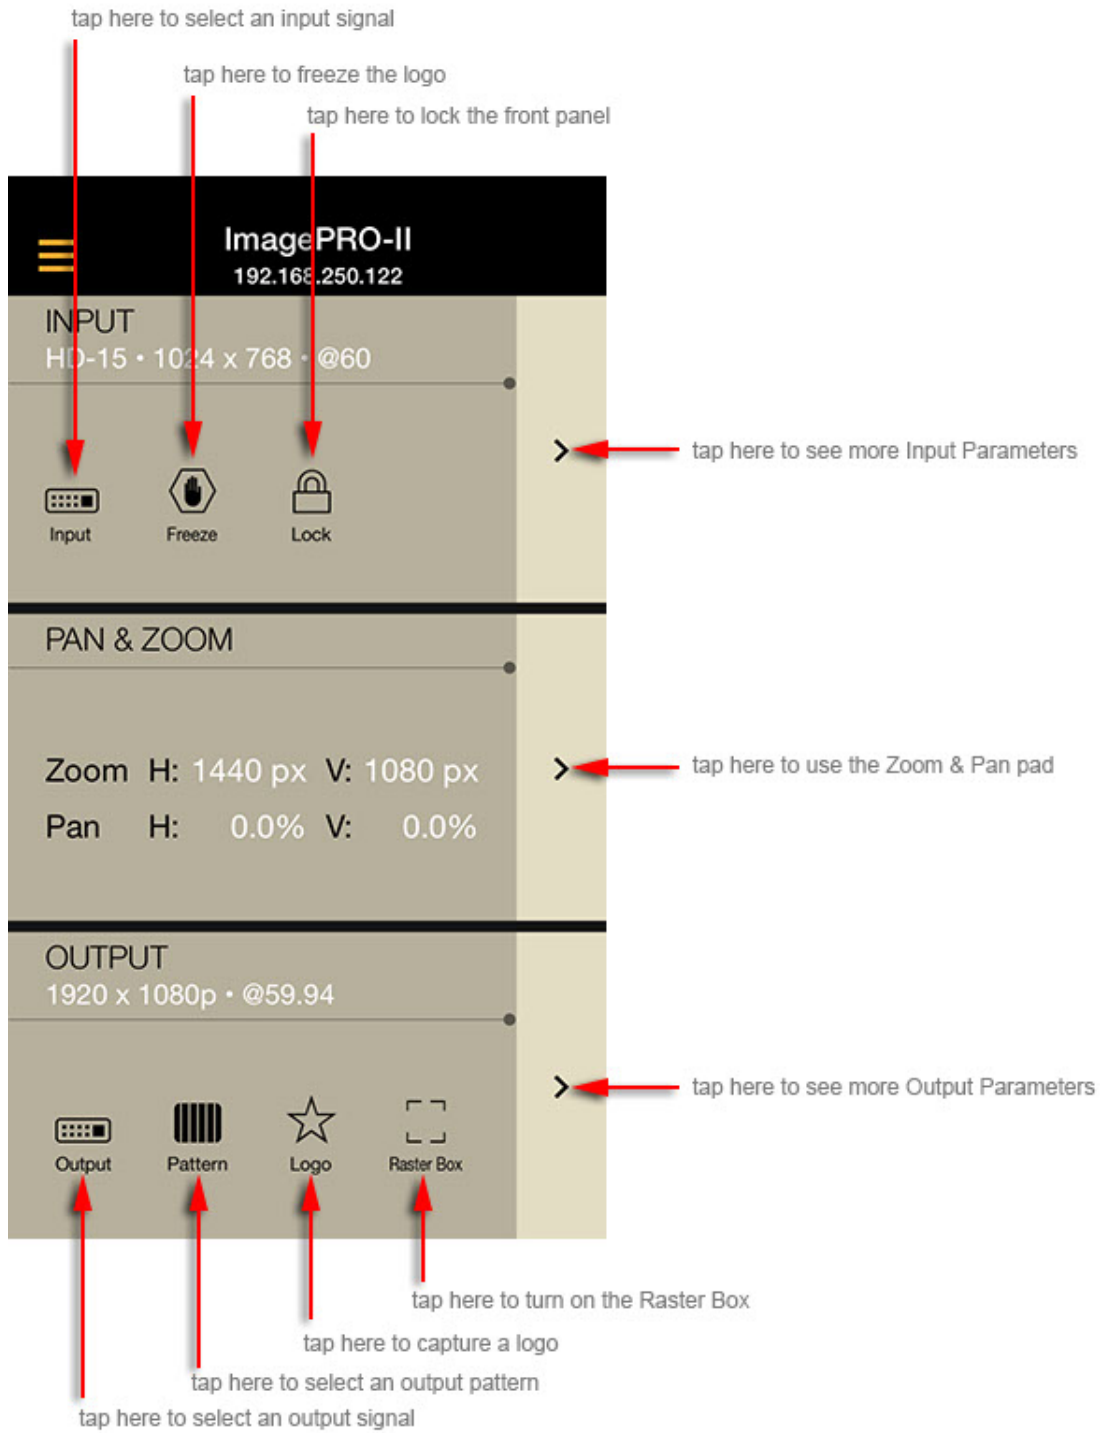 tap here to select an input signal
tap here to freeze the logo
tap here to lock the front panel
ImagePRO-II
192.168.250.122
INPUT
HD-15 • 1024 x 768 • @60
tap here to see more Input Parameters
Input Freeze Lock
PAN & ZOOM
Zoom H: 1440 px V: 1080 px
tap here to use the Zoom & Pan pad
Pan H: 0.0% V: 0.0%
OUTPUT
1920 x 1080p • @59.94
tap here to see more Output Parameters
Output Pattern Logo Raster Box
tap here to turn on the Raster Box
tap here to capture a logo
tap here to select an output pattern
tap here to select an output signal